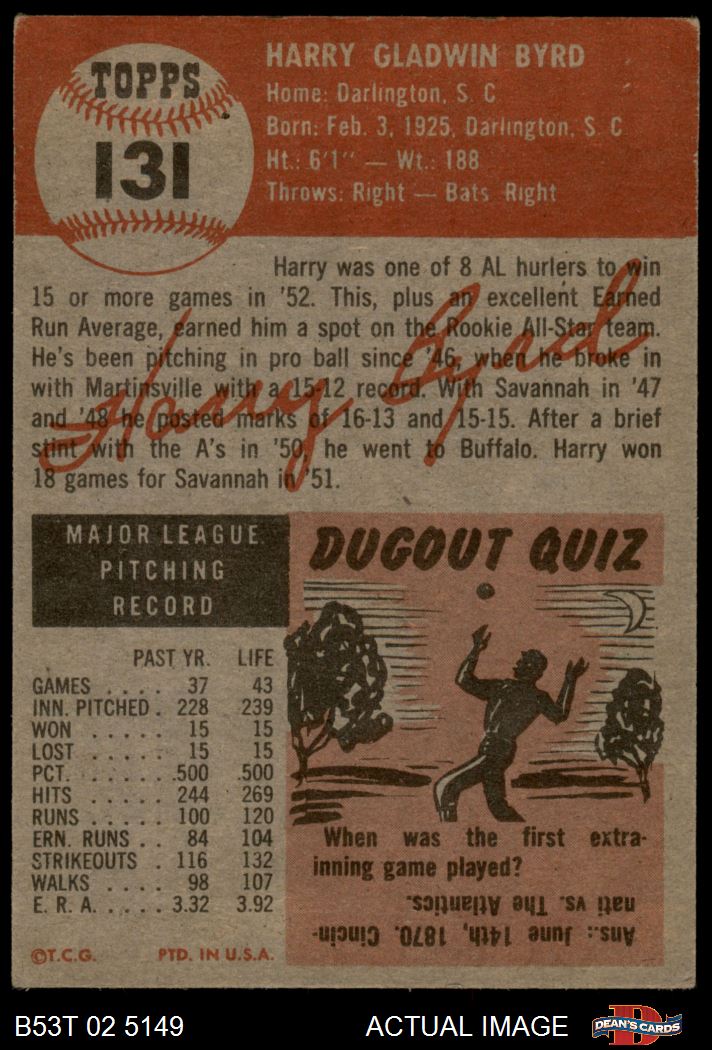 TOPPS
131
HARRY GLADWIN BYRD
Home: Darlington, S. C
Born: Feb. 3, 1925, Darlington, S. C
Ht.: 6'1" — Wt.: 188
Throws: Right — Bats Right
Harry was one of 8 AL hurlers to win
15 or more games in '52. This, plus an excellent Earned
Run Average, earned him a spot on the Rookie All-Star team.
He's been pitching in pro ball since '46, when he broke in
with Martinsville with a 15-12 record. With Savannah in '47
and '48 he posted marks of 16-13 and 15-15. After a brief
stint with the A's in '50, he went to Buffalo. Harry won
18 games for Savannah in '51.
Harry Byrd
MAJOR LEAGUE
PITCHING
RECORD
PAST YR. LIFE
GAMES . . . . 37 43
INN. PITCHED . 228 239
WON . . . . . 15 15
LOST . . . . . 15 15
PCT. . . . . . .500 .500
HITS . . . . . 244 269
RUNS . . . . . 100 120
ERN. RUNS . . 84 104
STRIKEOUTS . 116 132
WALKS . . . . 98 107
E. R. A. . . . . 3.32 3.92
©T.C.G. PTD. IN U.S.A.
DUGOUT QUIZ
When was the first extra-
inning game played?
Ans.: June 14th, 1870. Cincin-
nati vs. The Atlantics.
B53T 02 5149 ACTUAL IMAGE
D
DEAN'S CARDS